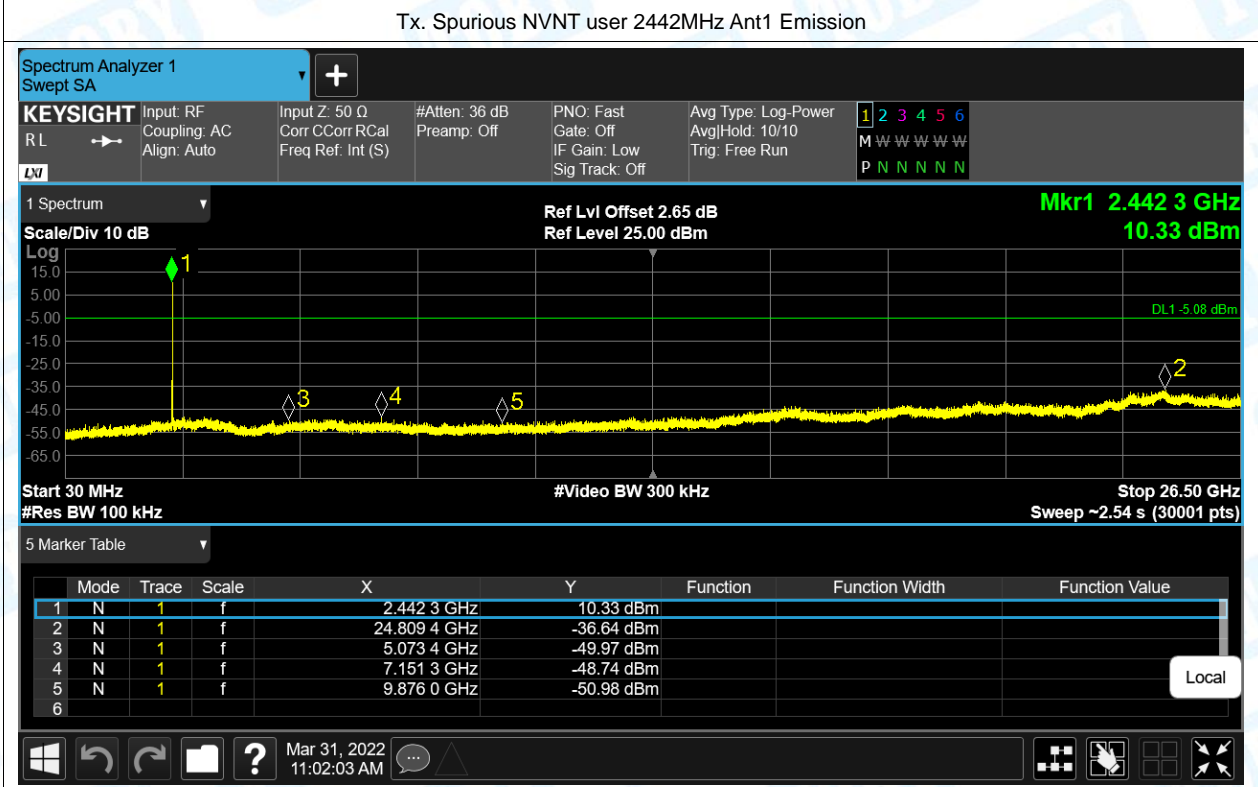 Tx. Spurious NVNT user 2442MHz Ant1 Emission
Spectrum Analyzer 1
Swept SA
KEYSIGHT
R L
LXI
Input: RF
Coupling: AC
Align: Auto
Input Z: 50 Ω
Corr CCorr RCal
Freq Ref: Int (S)
#Atten: 36 dB
Preamp: Off
PNO: Fast
Gate: Off
IF Gain: Low
Sig Track: Off
Avg Type: Log-Power
Avg|Hold: 10/10
Trig: Free Run
1 2 3 4 5 6
M W W W W W
P N N N N N
1 Spectrum
Scale/Div 10 dB
Ref Lvl Offset 2.65 dB
Ref Level 25.00 dBm
Mkr1 2.442 3 GHz
10.33 dBm
Log
15.0
5.00
-5.00
-15.0
-25.0
-35.0
-45.0
-55.0
-65.0
1
DL1 -5.08 dBm
2
3
4
5
Start 30 MHz
#Res BW 100 kHz
#Video BW 300 kHz
Stop 26.50 GHz
Sweep ~2.54 s (30001 pts)
5 Marker Table
Mode Trace Scale X Y Function Function Width Function Value
1 N 1 f 2.442 3 GHz 10.33 dBm
2 N 1 f 24.809 4 GHz -36.64 dBm
3 N 1 f 5.073 4 GHz -49.97 dBm
4 N 1 f 7.151 3 GHz -48.74 dBm
5 N 1 f 9.876 0 GHz -50.98 dBm
6
Local
?
Mar 31, 2022
11:02:03 AM